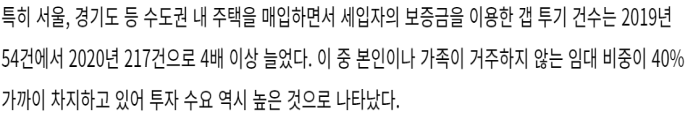 특히 서울, 경기도 등 수도권 내 주택을 매입하면서 세입자의 보증금을 이용한 갭 투기 건수는 2019년
54건에서 2020년 217건으로 4배 이상 늘었다. 이 중 본인이나 가족이 거주하지 않는 임대 비중이 40%
가까이 차지하고 있어 투자 수요 역시 높은 것으로 나타났다.